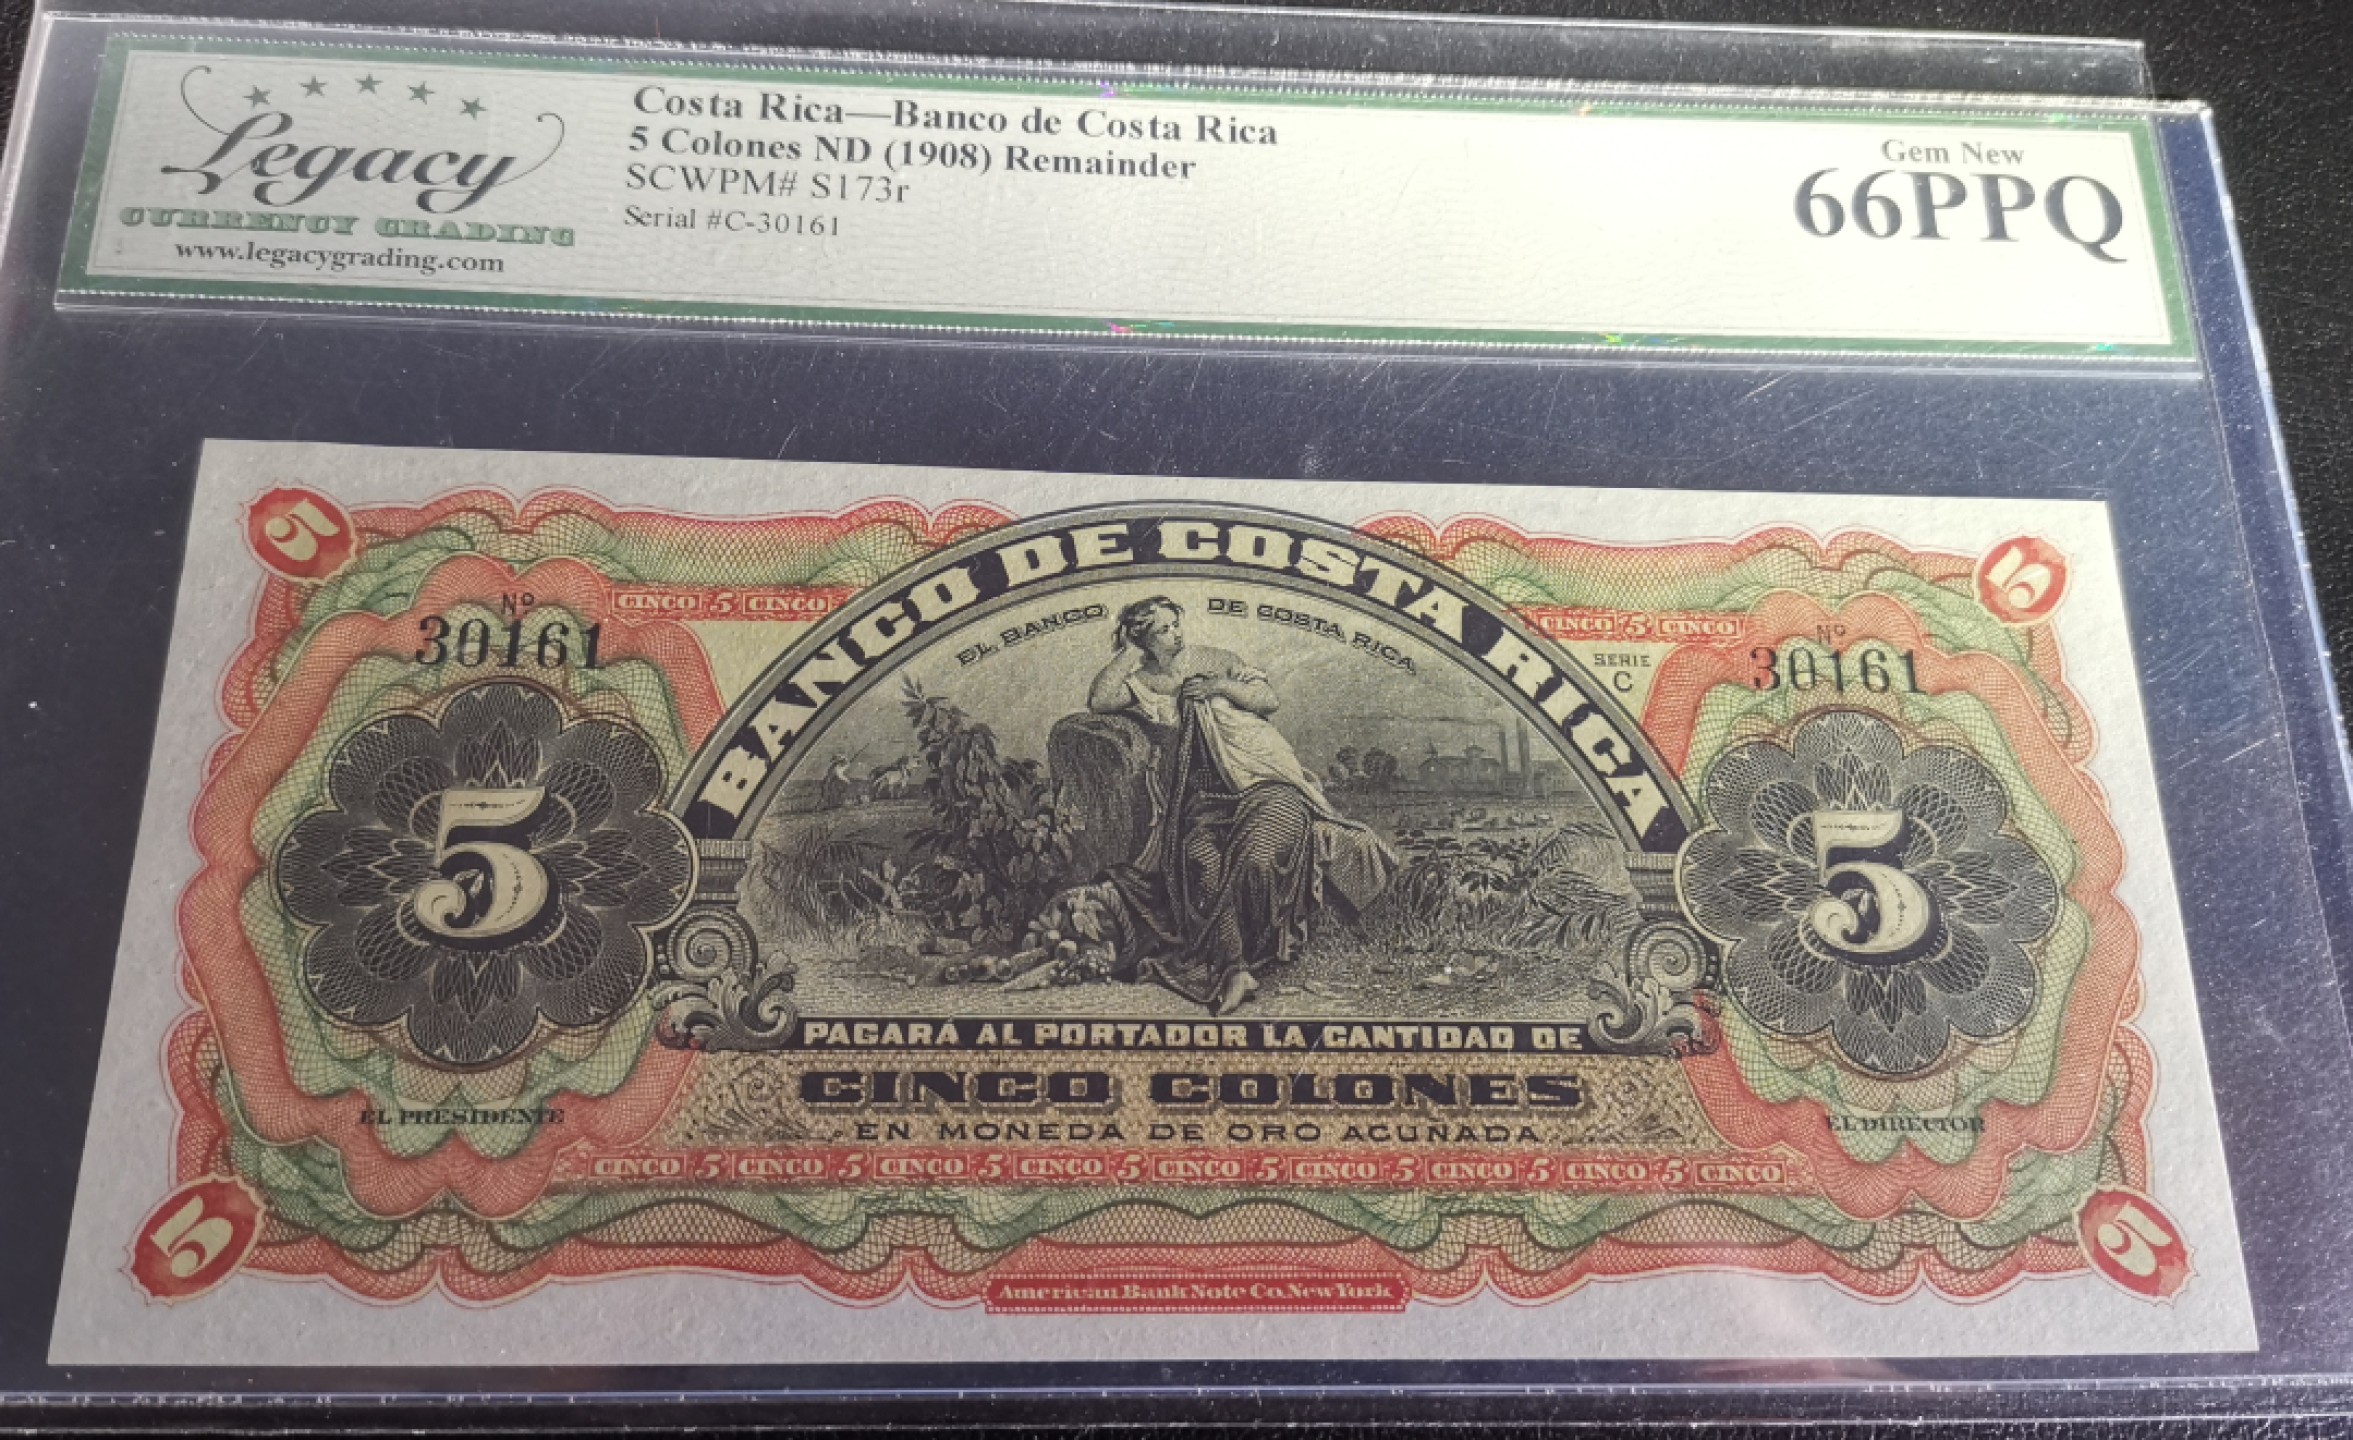 Legacy
CURRENCY GRADING
www.legacygrading.com
Costa Rica—Banco de Costa Rica
5 Colones ND (1908) Remainder
SCWPM# S173r
Serial #C-30161
Gem New
66PPQ
5
5
BANCO DE COSTA RICA
EL BANCO DE COSTA RICA
Nº
30161
CINCO 5 CINCO
CINCO 5 CINCO
SERIE
C
Nº
30161
5
5
PAGARÁ AL PORTADOR LA CANTIDAD DE
CINCO COLONES
EN MONEDA DE ORO ACUÑADA
EL PRESIDENTE
EL DIRECTOR
CINCO 5 CINCO 5 CINCO 5 CINCO 5 CINCO 5 CINCO 5 CINCO 5 CINCO 5 CINCO
5
5
American Bank Note Co. New York